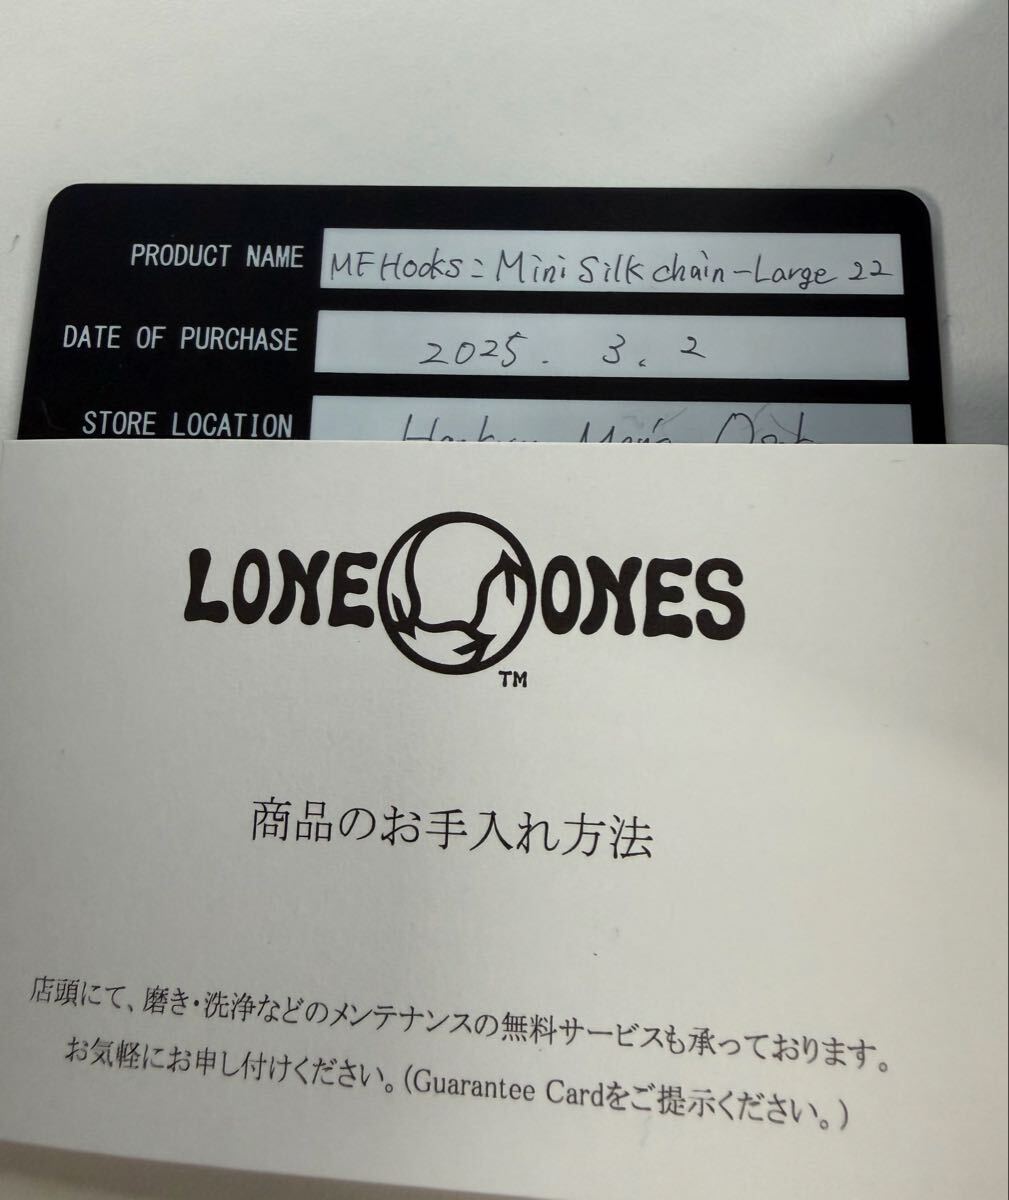 PRODUCT NAME MF Hooks: Mini Silk chain-Large 22
DATE OF PURCHASE 2025. 3. 2
STORE LOCATION
LONE ONES
TM
商品のお手入れ方法
店頭にて、磨き・洗浄などのメンテナンスの無料サービスも承っております。
お気軽にお申し付けください。(Guarantee Cardをご提示ください。)